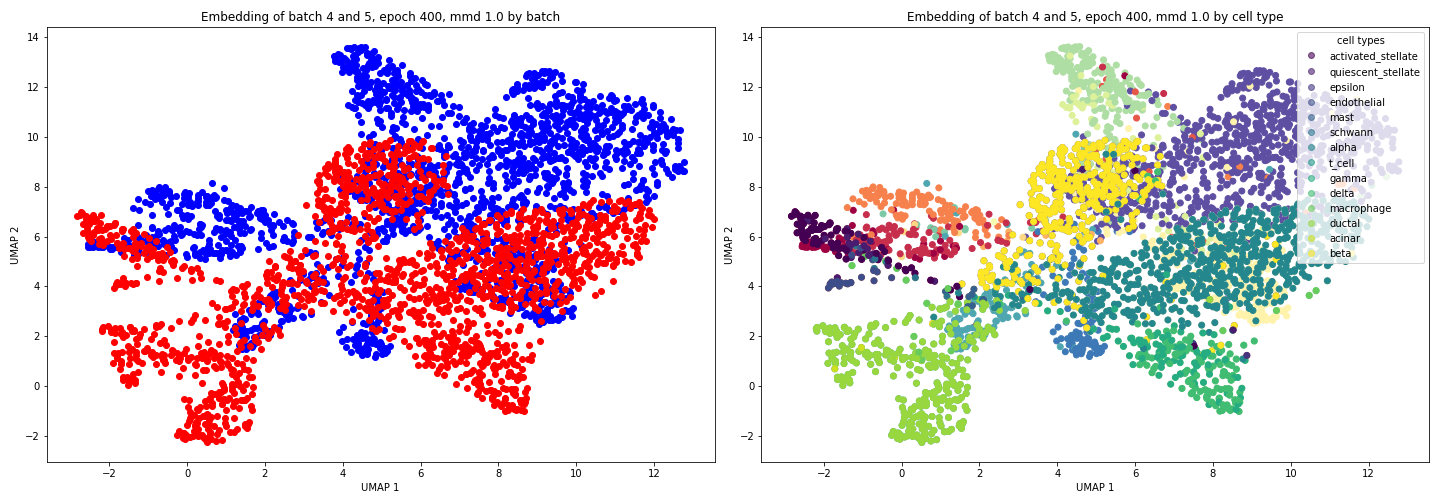 Embedding of batch 4 and 5, epoch 400, mmd 1.0 by batch
14
12
10
8
6
4
2
0
−2
UMAP 2
−2
0
2
4
6
8
10
12
UMAP 1
Embedding of batch 4 and 5, epoch 400, mmd 1.0 by cell type
14
12
10
8
6
4
2
0
−2
UMAP 2
−2
0
2
4
6
8
10
12
UMAP 1
cell types
activated_stellate
quiescent_stellate
epsilon
endothelial
mast
schwann
alpha
t_cell
gamma
delta
macrophage
ductal
acinar
beta